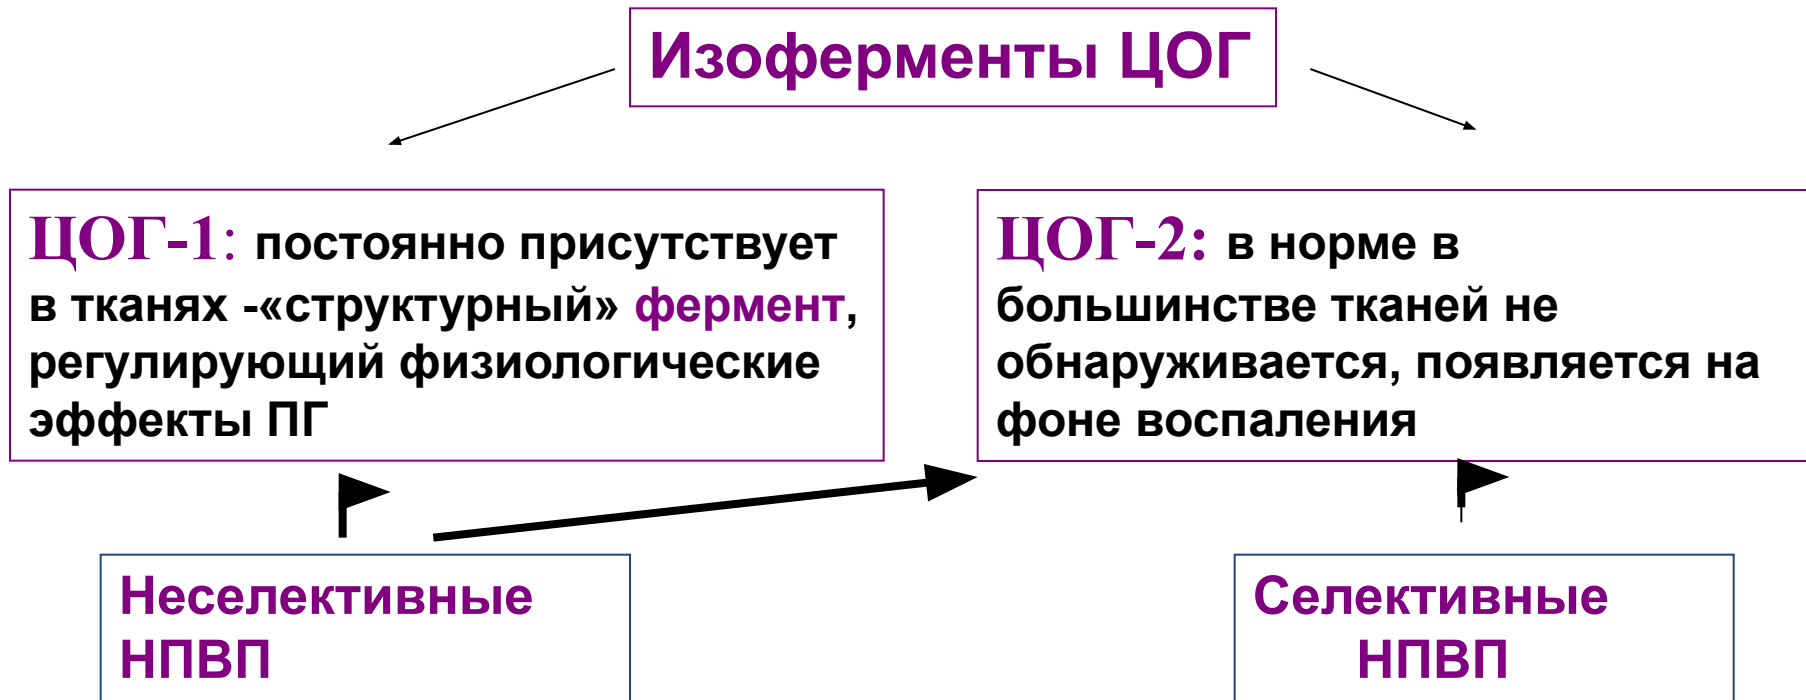 Изоферменты ЦОГ
ЦОГ-1: постоянно присутствует
в тканях -«структурный» фермент,
регулирующий физиологические
эффекты ПГ
ЦОГ-2: в норме в
большинстве тканей не
обнаруживается, появляется на
фоне воспаления
Неселективные
НПВП
Селективные
НПВП